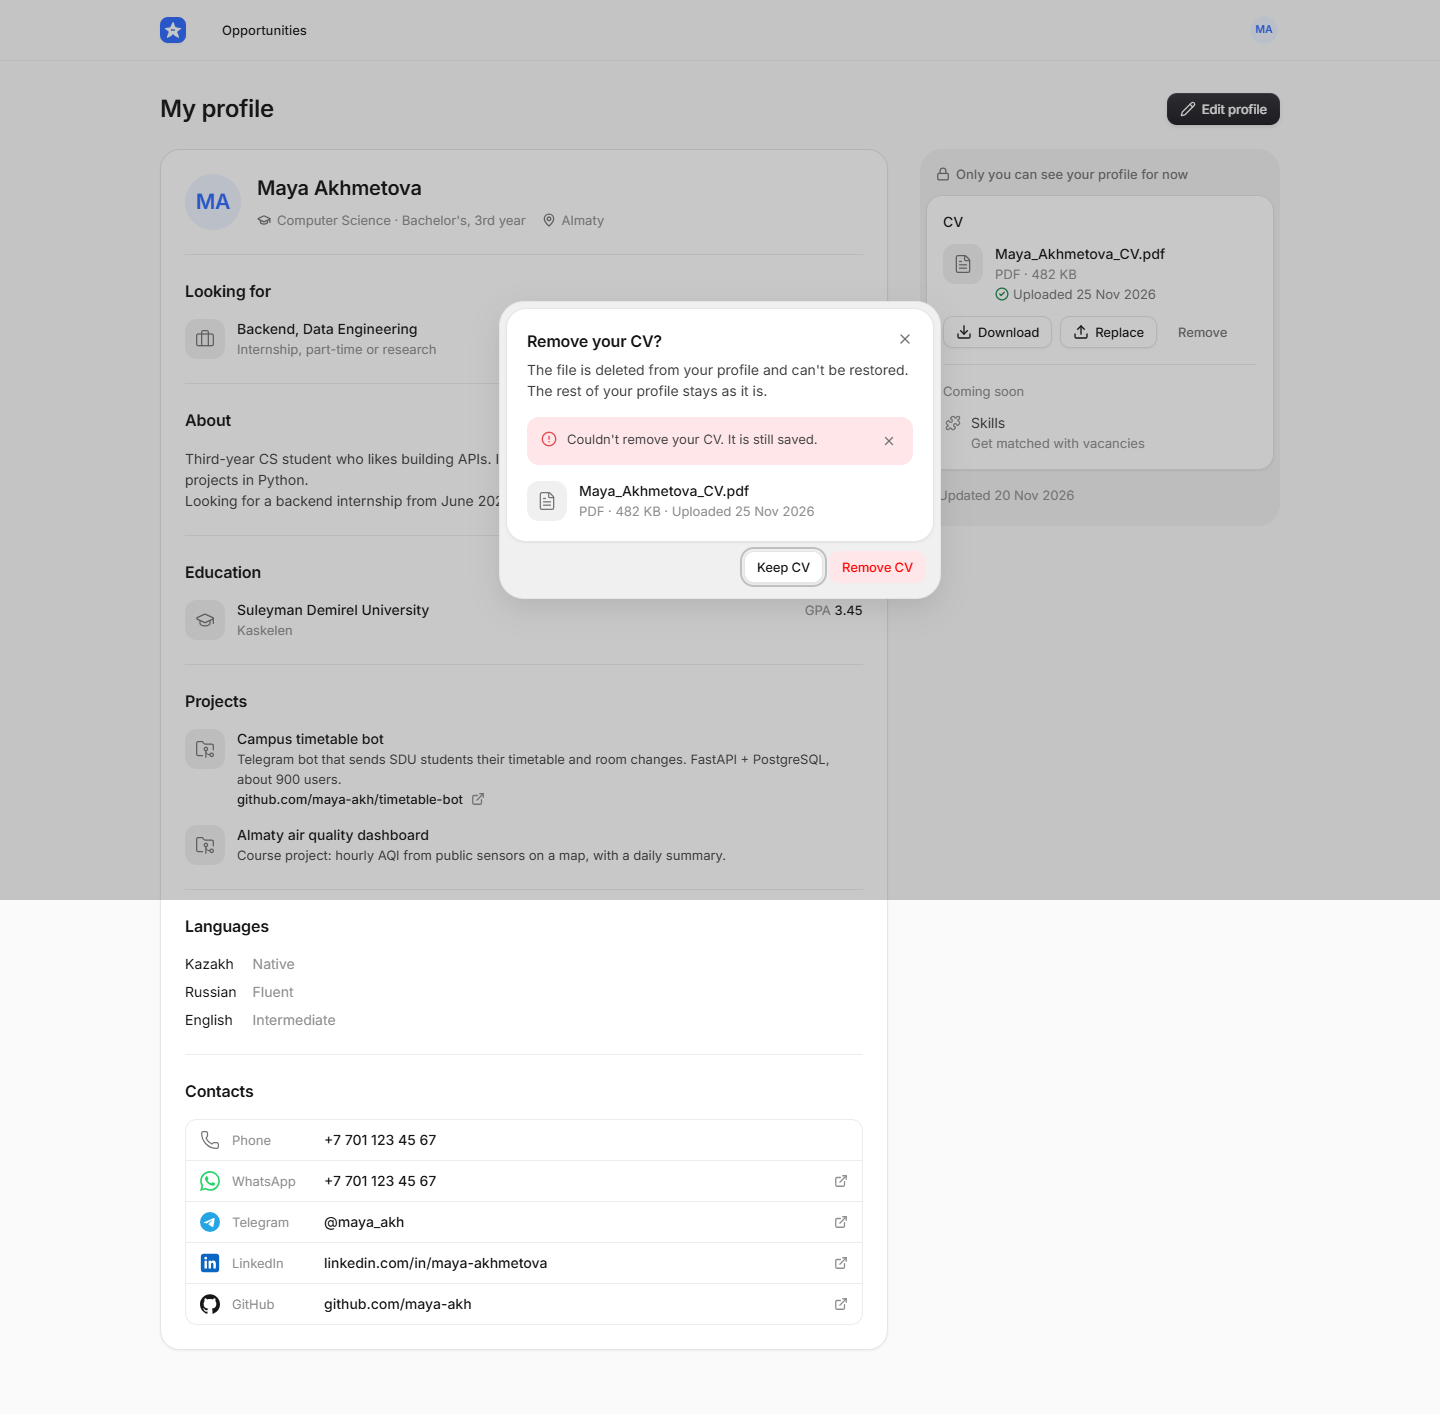 Opportunities
MA
My profile
Edit profile
MA
Maya Akhmetova
Computer Science · Bachelor's, 3rd year
Almaty
Looking for
Backend, Data Engineering
Internship, part-time or research
About
Third-year CS student who likes building APIs.
projects in Python.
Looking for a backend internship from June
Education
Suleyman Demirel University
Kaskelen
GPA 3.45
Projects
Campus timetable bot
Telegram bot that sends SDU students their timetable and room changes. FastAPI + PostgreSQL,
about 900 users.
github.com/maya-akh/timetable-bot
Almaty air quality dashboard
Course project: hourly AQI from public sensors on a map, with a daily summary.
Languages
Kazakh Native
Russian Fluent
English Intermediate
Contacts
Phone +7 701 123 45 67
WhatsApp +7 701 123 45 67
Telegram @maya_akh
LinkedIn linkedin.com/in/maya-akhmetova
GitHub github.com/maya-akh
Only you can see your profile for now
CV
Maya_Akhmetova_CV.pdf
PDF · 482 KB
Uploaded 25 Nov 2026
Download
Replace
Remove
Coming soon
Skills
Get matched with vacancies
Updated 20 Nov 2026
Remove your CV?
The file is deleted from your profile and can't be restored.
The rest of your profile stays as it is.
Couldn't remove your CV. It is still saved.
Maya_Akhmetova_CV.pdf
PDF · 482 KB · Uploaded 25 Nov 2026
Keep CV
Remove CV